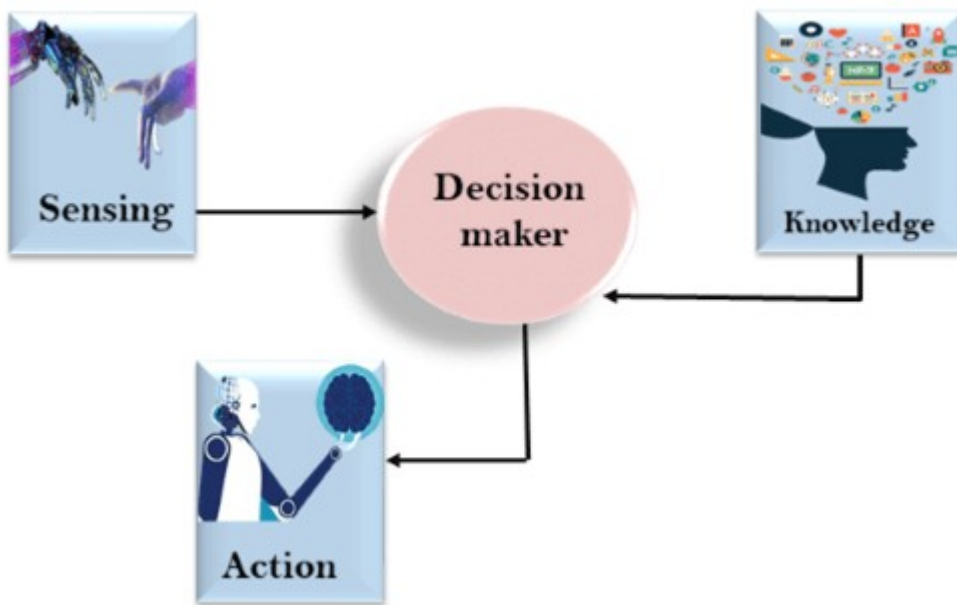 Sensing
Decision
maker
Knowledge
Action